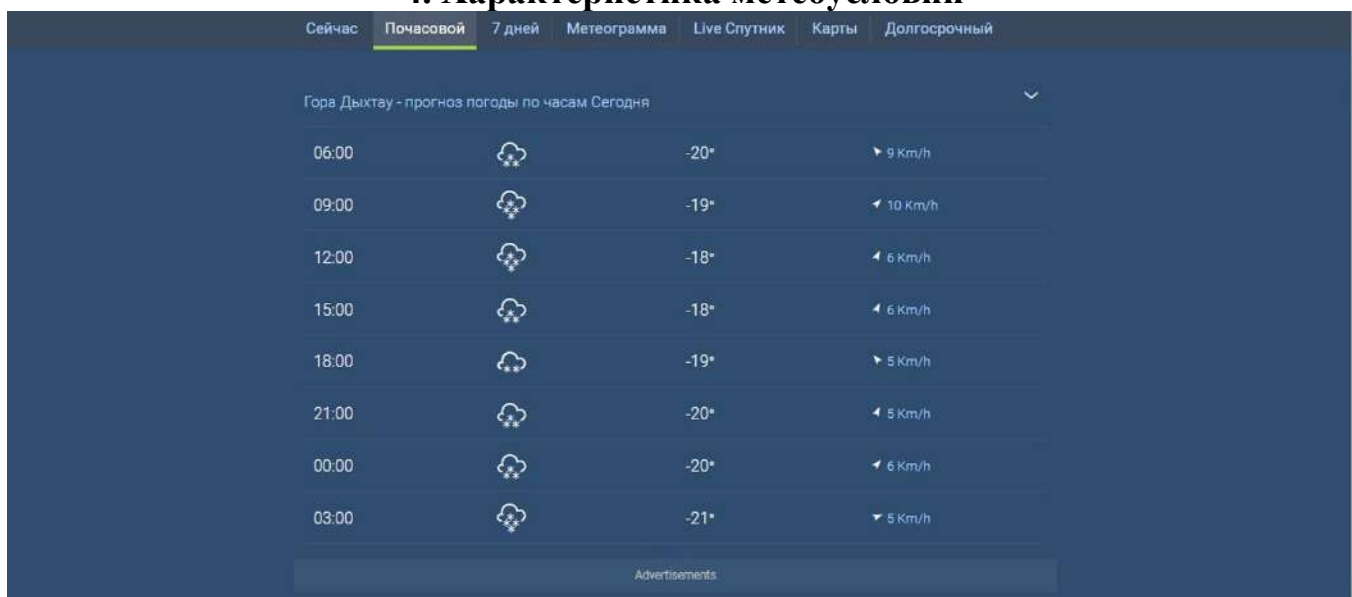 4. Характеристика метеоусловий
Сейчас Почасовой 7 дней Метеограмма Live Спутник Карты Долгосрочный
Гора Дыхтау - прогноз погоды по часам Сегодня
06:00 -20° 9 Km/h
09:00 -19° 10 Km/h
12:00 -18° 6 Km/h
15:00 -18° 6 Km/h
18:00 -19° 5 Km/h
21:00 -20° 5 Km/h
00:00 -20° 6 Km/h
03:00 -21° 5 Km/h
Advertisements